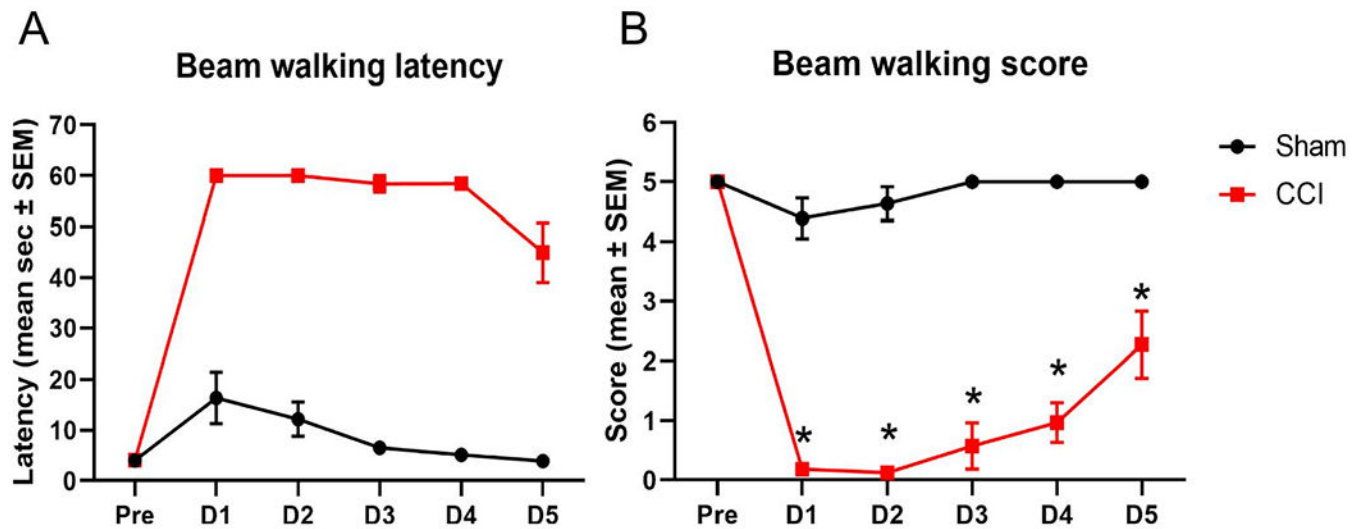 A
Beam walking latency
Latency (mean sec ± SEM)
70
60
50
40
30
20
10
0
Pre D1 D2 D3 D4 D5
B
Beam walking score
Score (mean ± SEM)
6
5
4
3
2
1
0
* * * * *
Pre D1 D2 D3 D4 D5
Sham
CCI